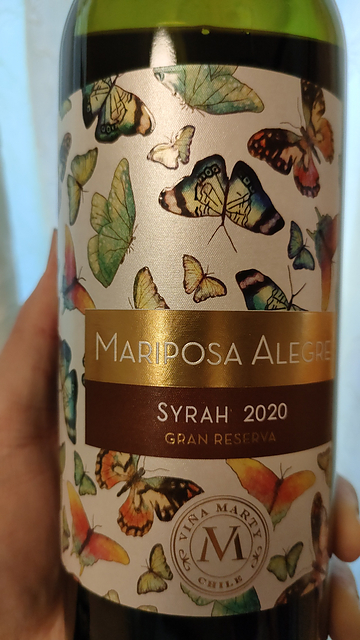 MARIPOSA ALEGRE
SYRAH 2020
GRAN RESERVA
VIÑA MARTY
M
CHILE